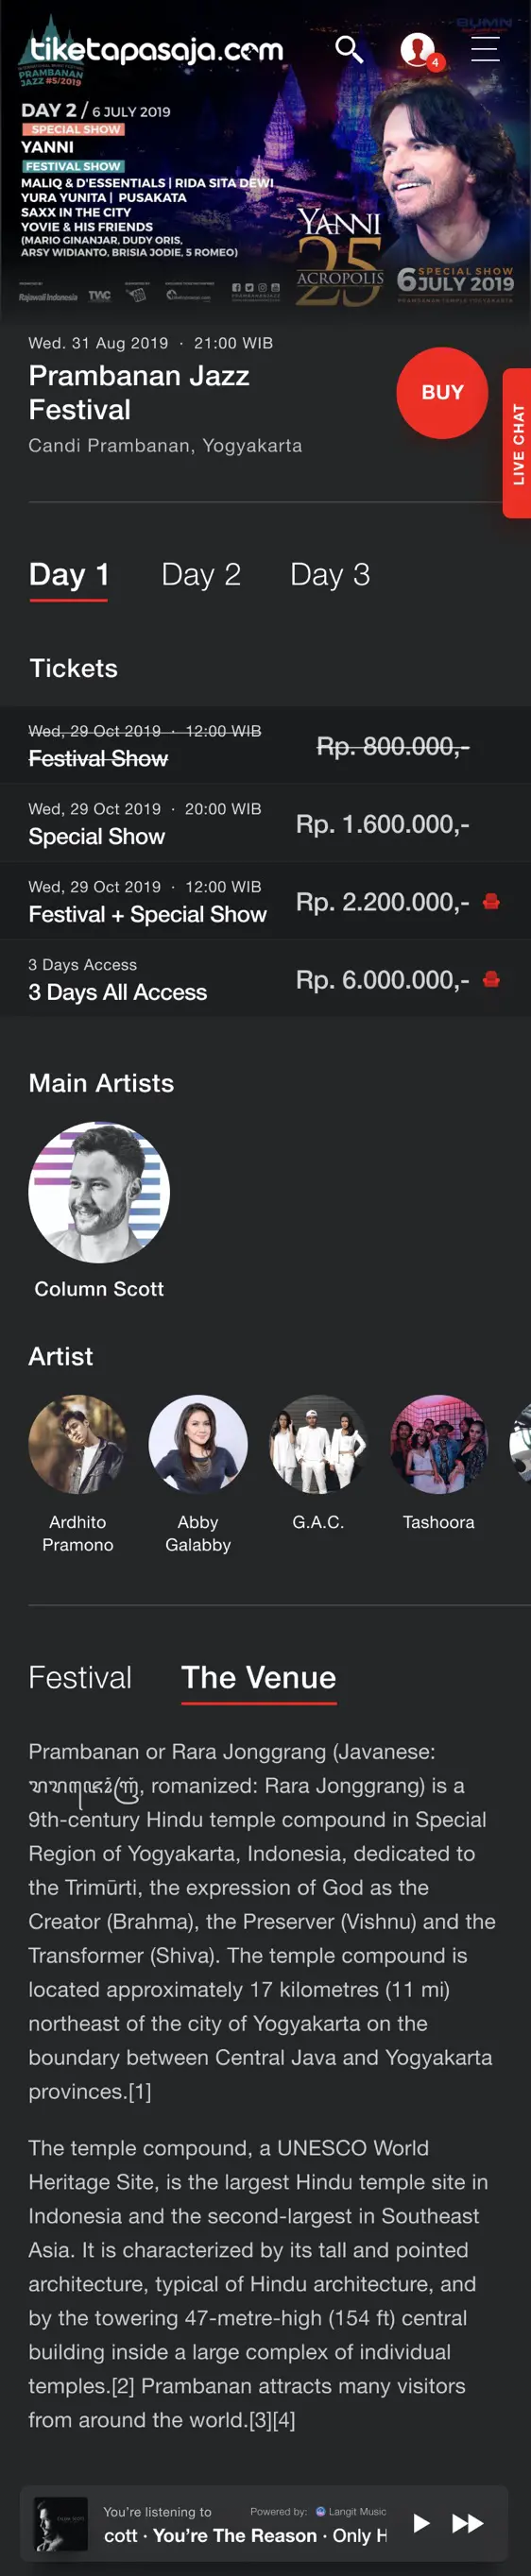 tiketapasaja.com
4
BUMN
PRAMBANAN
JAZZ #5/2019
DAY 2 / 6 JULY 2019
SPECIAL SHOW
YANNI
FESTIVAL SHOW
MALIQ & D'ESSENTIALS | RIDA SITA DEWI
YURA YUNITA | PUSAKATA
SAXX IN THE CITY
YOVIE & HIS FRIENDS
(MARIO GINANJAR, DUDY ORIS,
ARSY WIDIANTO, BRISIA JODIE, 5 ROMEO)
YANNI
25
ACROPOLIS
6 SPECIAL SHOW
JULY 2019
PRAMBANAN TEMPLE YOGYAKARTA
Rajawali Indonesia
TWC
Wed. 31 Aug 2019 · 21:00 WIB
Prambanan Jazz
Festival
Candi Prambanan, Yogyakarta
BUY
LIVE CHAT
Day 1 Day 2 Day 3
Tickets
Wed, 29 Oct 2019 · 12:00 WIB
Festival Show Rp. 800.000,-
Wed, 29 Oct 2019 · 20:00 WIB
Special Show Rp. 1.600.000,-
Wed, 29 Oct 2019 · 12:00 WIB
Festival + Special Show Rp. 2.200.000,-
3 Days Access
3 Days All Access Rp. 6.000.000,-
Main Artists
Column Scott
Artist
Ardhito
Pramono
Abby
Galabby
G.A.C.
Tashoora
Festival The Venue
Prambanan or Rara Jonggrang (Javanese:
, romanized: Rara Jonggrang) is a
9th-century Hindu temple compound in Special
Region of Yogyakarta, Indonesia, dedicated to
the Trimūrti, the expression of God as the
Creator (Brahma), the Preserver (Vishnu) and the
Transformer (Shiva). The temple compound is
located approximately 17 kilometres (11 mi)
northeast of the city of Yogyakarta on the
boundary between Central Java and Yogyakarta
provinces.[1]
The temple compound, a UNESCO World
Heritage Site, is the largest Hindu temple site in
Indonesia and the second-largest in Southeast
Asia. It is characterized by its tall and pointed
architecture, typical of Hindu architecture, and
by the towering 47-metre-high (154 ft) central
building inside a large complex of individual
temples.[2] Prambanan attracts many visitors
from around the world.[3][4]
You're listening to Powered by: Langit Music
cott · You're The Reason · Only H